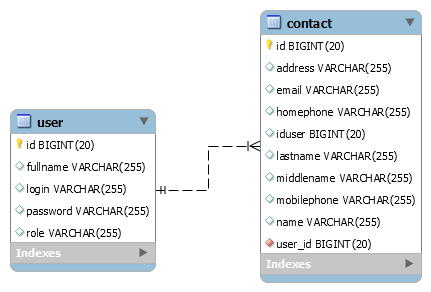 user
id BIGINT(20)
fullname VARCHAR(255)
login VARCHAR(255)
password VARCHAR(255)
role VARCHAR(255)
Indexes
contact
id BIGINT(20)
address VARCHAR(255)
email VARCHAR(255)
homephone VARCHAR(255)
iduser BIGINT(20)
lastname VARCHAR(255)
middlename VARCHAR(255)
mobilephone VARCHAR(255)
name VARCHAR(255)
user_id BIGINT(20)
Indexes